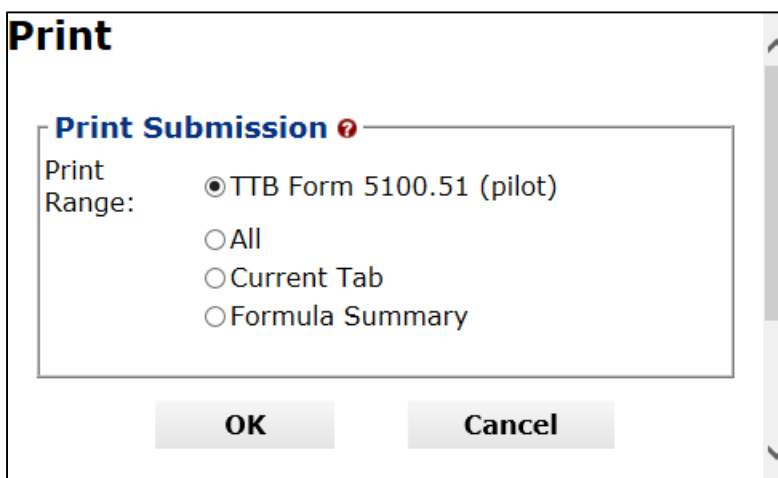 Print
Print Submission ?
Print
Range:
TTB Form 5100.51 (pilot)
All
Current Tab
Formula Summary
OK Cancel